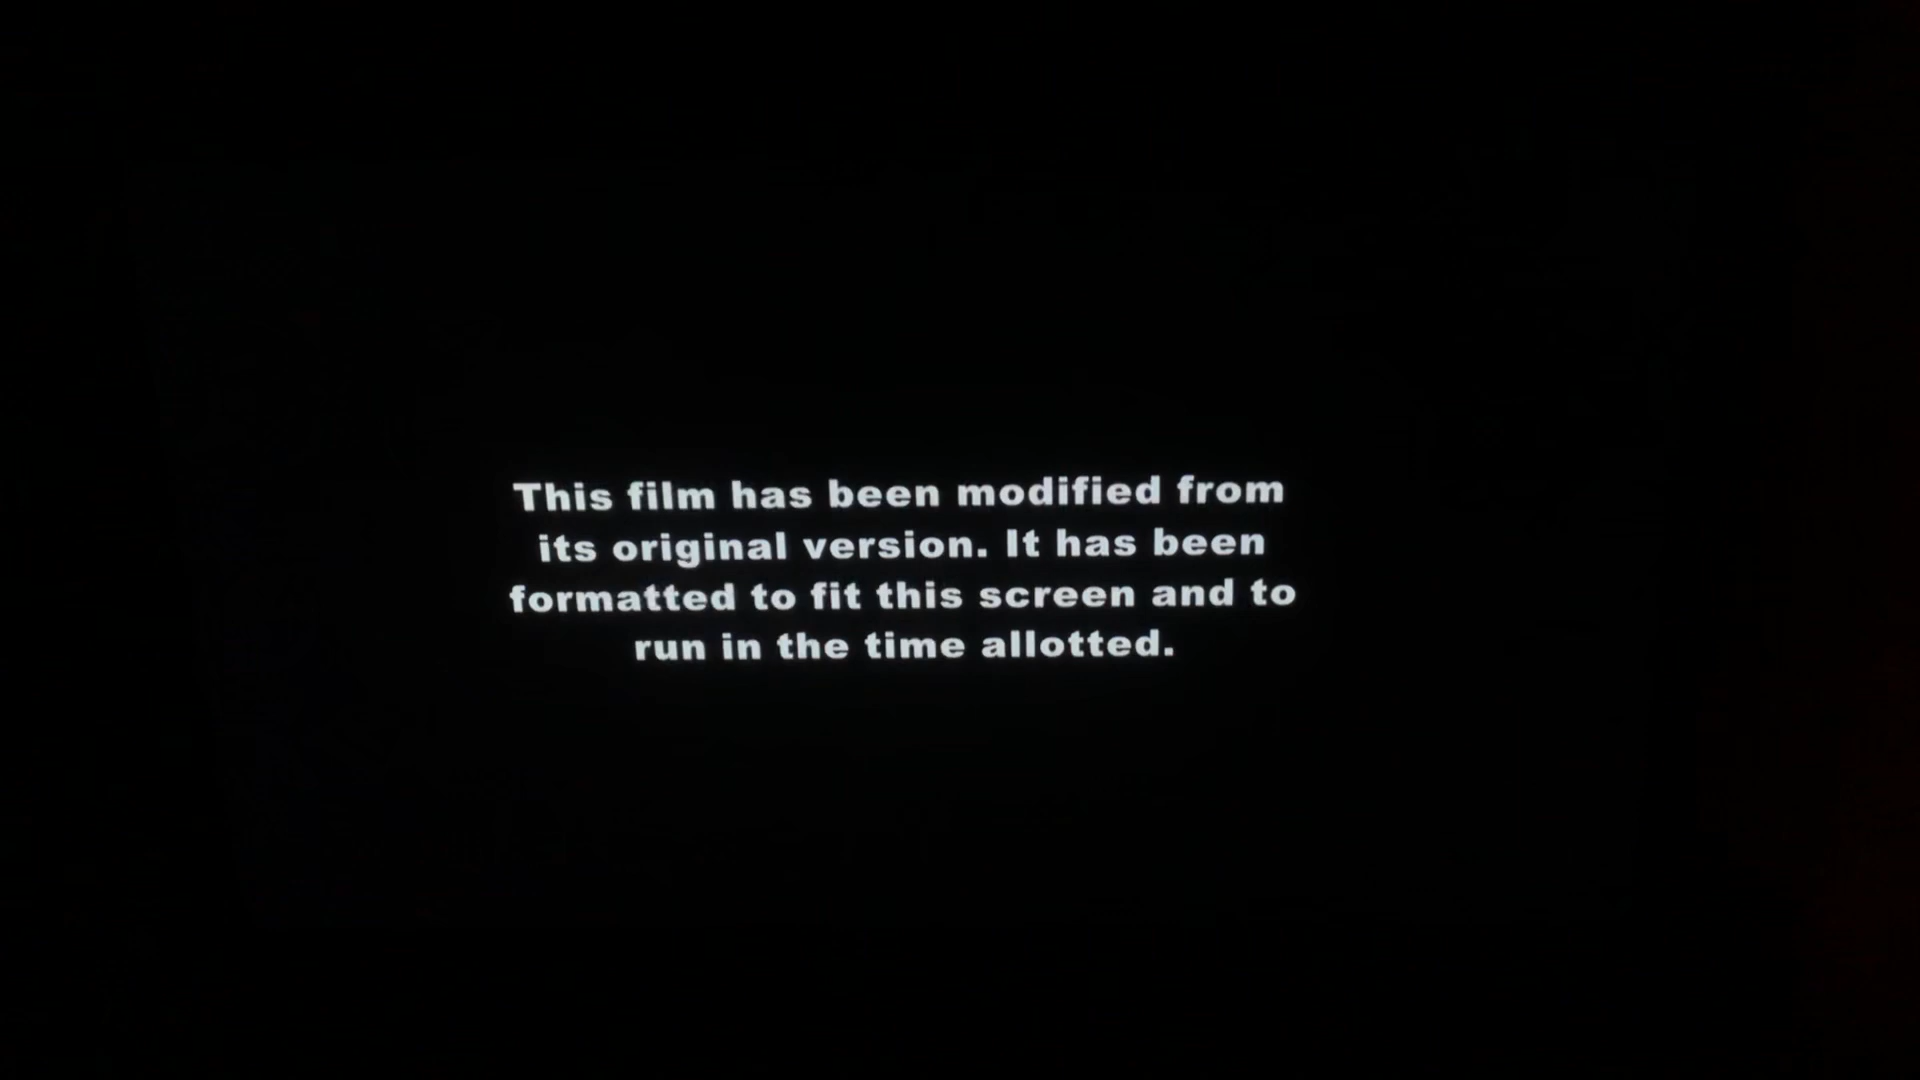 This film has been modified from
its original version. It has been
formatted to fit this screen and to
run in the time allotted.